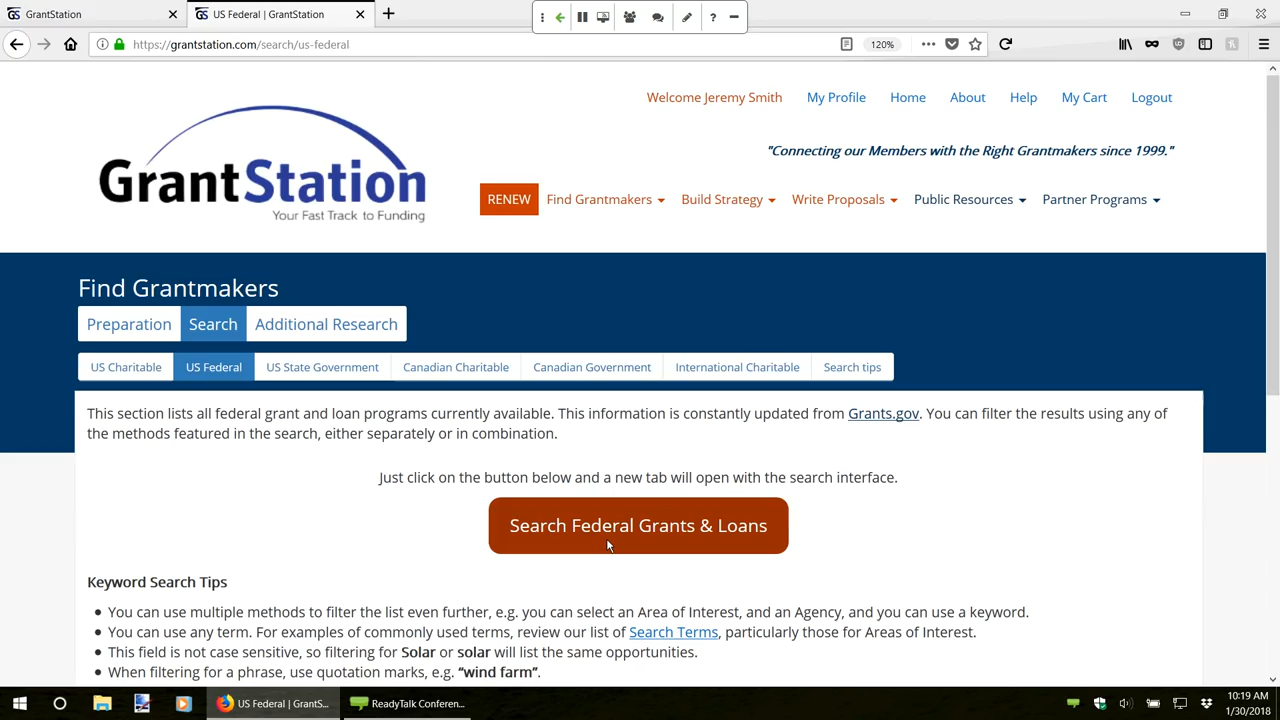 GrantStation
US Federal | GrantStation
https://grantstation.com/search/us-federal
120%
Welcome Jeremy Smith
My Profile
Home
About
Help
My Cart
Logout
GrantStation
Your Fast Track to Funding
"Connecting our Members with the Right Grantmakers since 1999."
RENEW
Find Grantmakers
Build Strategy
Write Proposals
Public Resources
Partner Programs
Find Grantmakers
Preparation
Search
Additional Research
US Charitable
US Federal
US State Government
Canadian Charitable
Canadian Government
International Charitable
Search tips
This section lists all federal grant and loan programs currently available. This information is constantly updated from Grants.gov. You can filter the results using any of
the methods featured in the search, either separately or in combination.
Just click on the button below and a new tab will open with the search interface.
Search Federal Grants & Loans
Keyword Search Tips
• You can use multiple methods to filter the list even further, e.g. you can select an Area of Interest, and an Agency, and you can use a keyword.
• You can use any term. For examples of commonly used terms, review our list of Search Terms, particularly those for Areas of Interest.
• This field is not case sensitive, so filtering for Solar or solar will list the same opportunities.
• When filtering for a phrase, use quotation marks, e.g. “wind farm”.
US Federal | GrantS...
ReadyTalk Conferen...
10:19 AM
1/30/2018